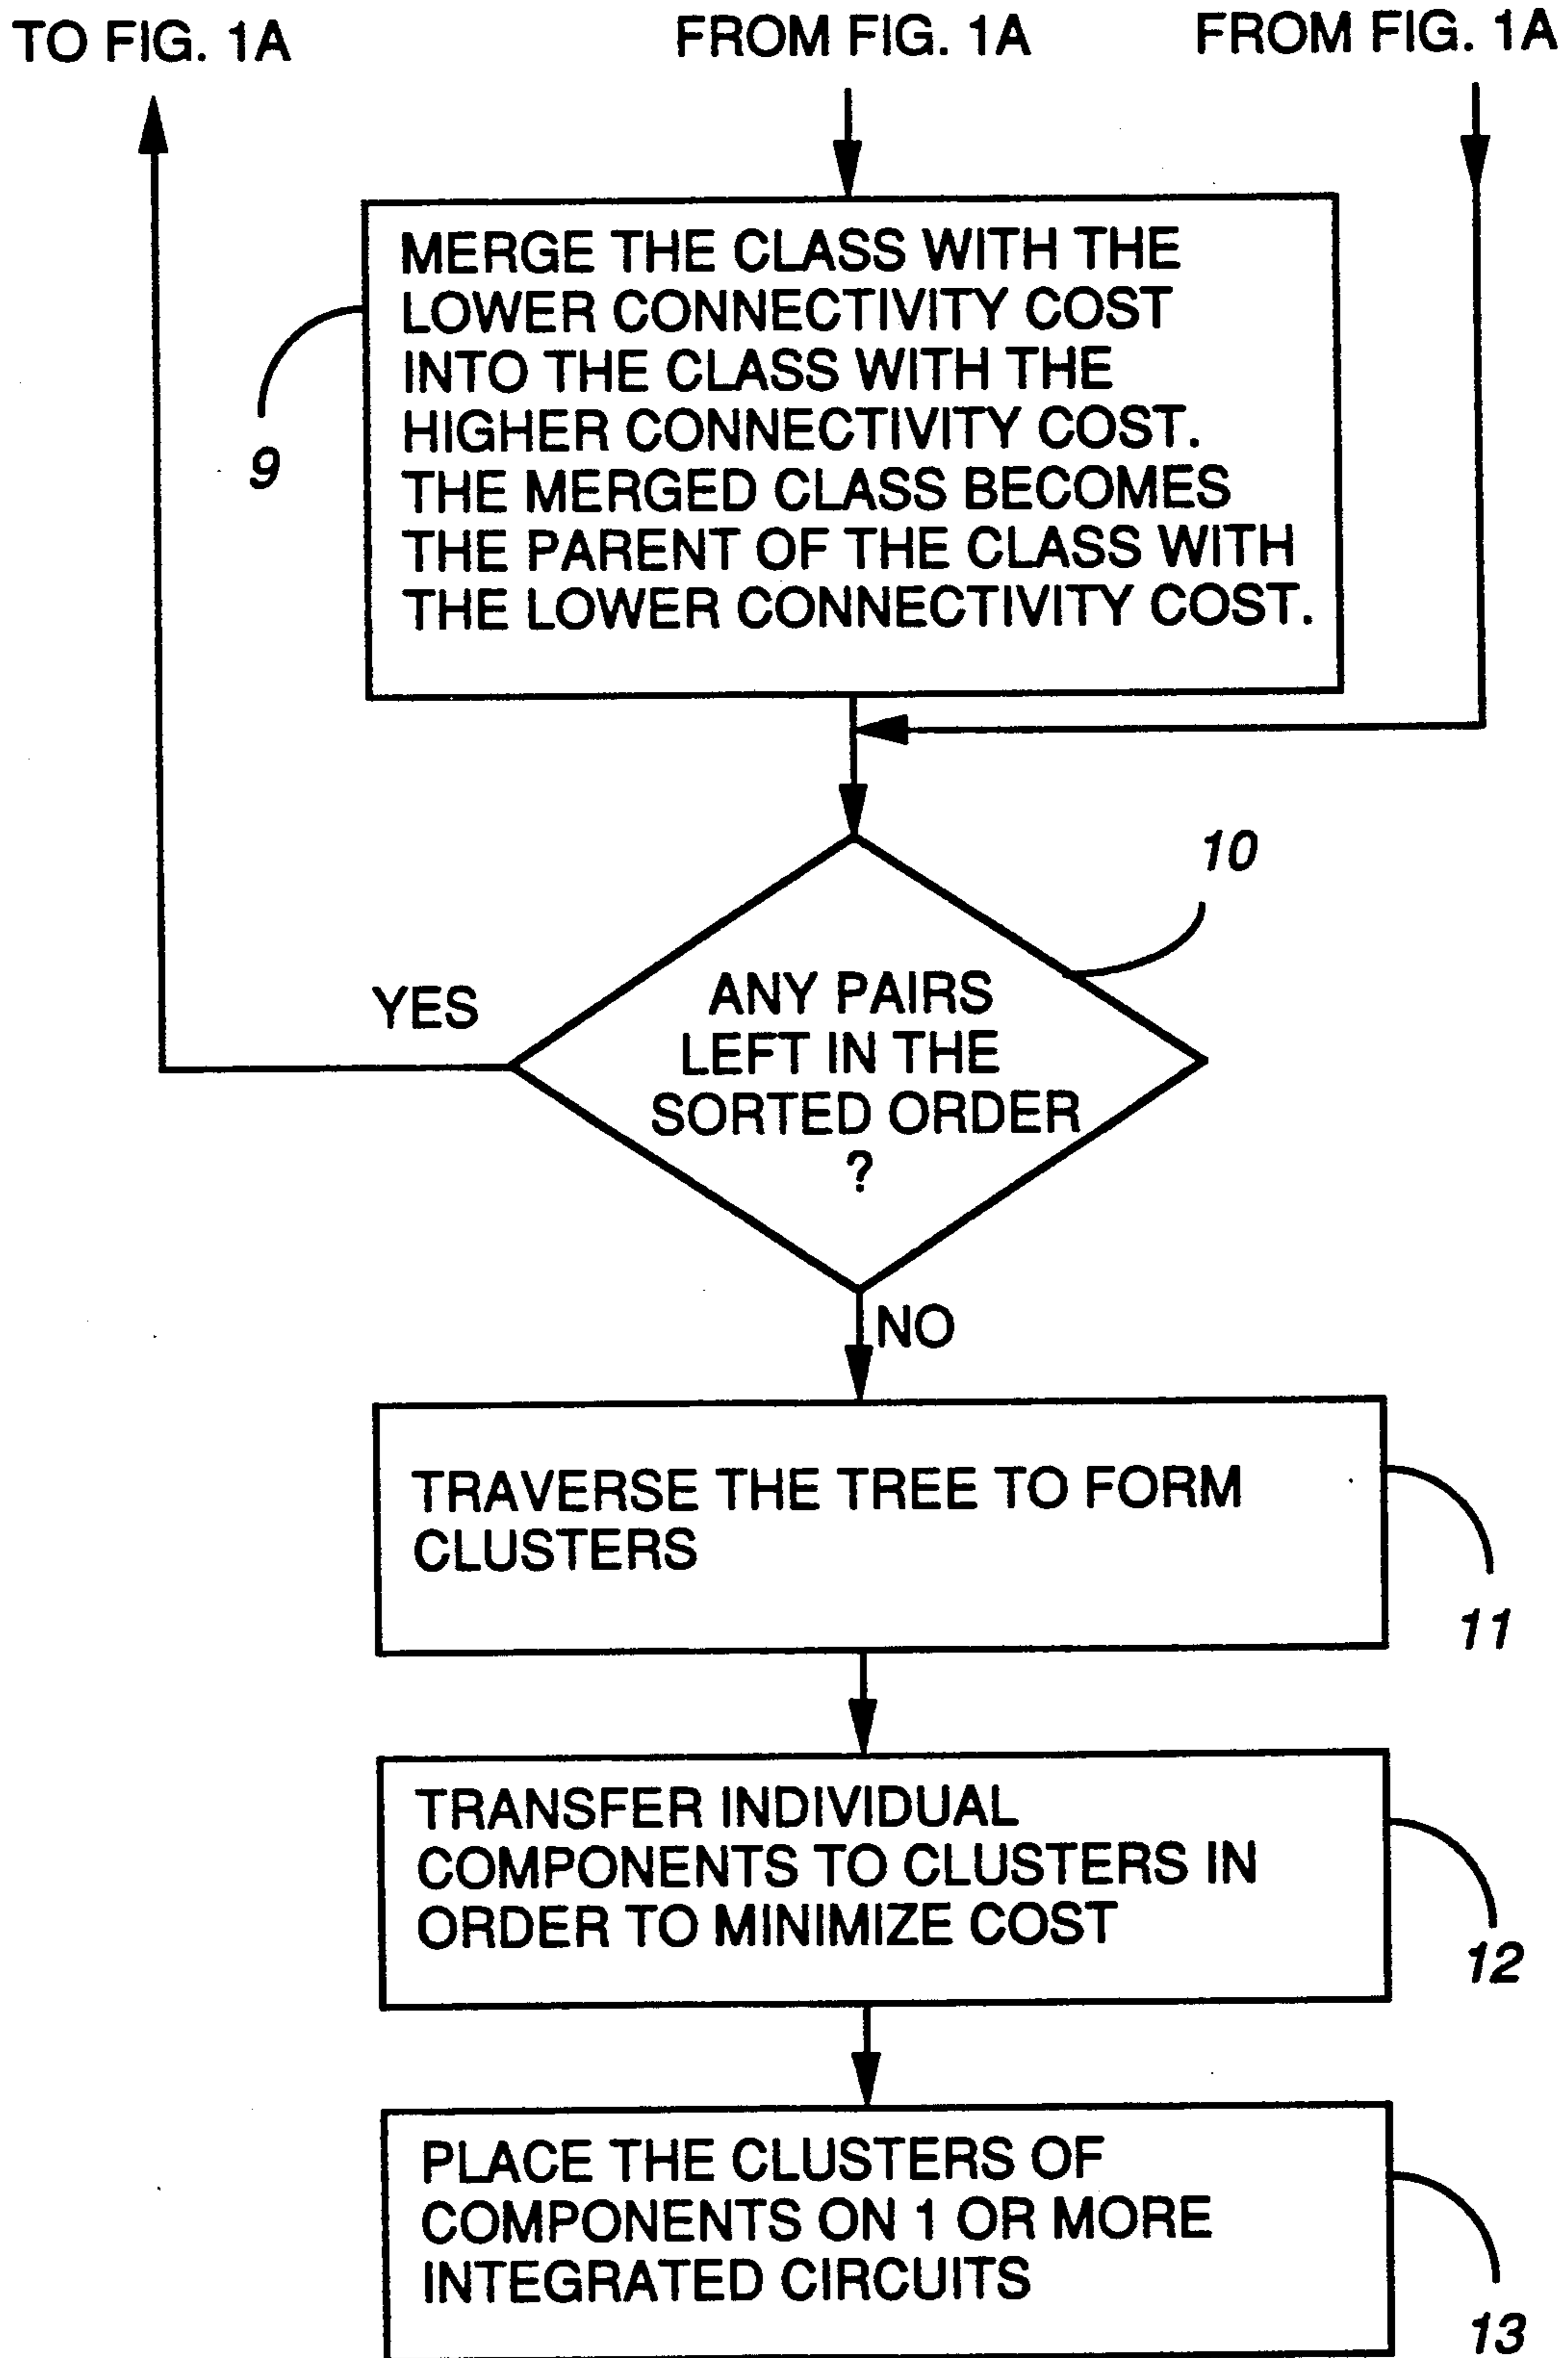 TO FIG. 1A
FROM FIG. 1A
FROM FIG. 1A
MERGE THE CLASS WITH THE
LOWER CONNECTIVITY COST
INTO THE CLASS WITH THE
HIGHER CONNECTIVITY COST.
THE MERGED CLASS BECOMES
THE PARENT OF THE CLASS WITH
THE LOWER CONNECTIVITY COST.
9
10
YES
ANY PAIRS
LEFT IN THE
SORTED ORDER
?
NO
TRAVERSE THE TREE TO FORM
CLUSTERS
11
TRANSFER INDIVIDUAL
COMPONENTS TO CLUSTERS IN
ORDER TO MINIMIZE COST
12
PLACE THE CLUSTERS OF
COMPONENTS ON 1 OR MORE
INTEGRATED CIRCUITS
13